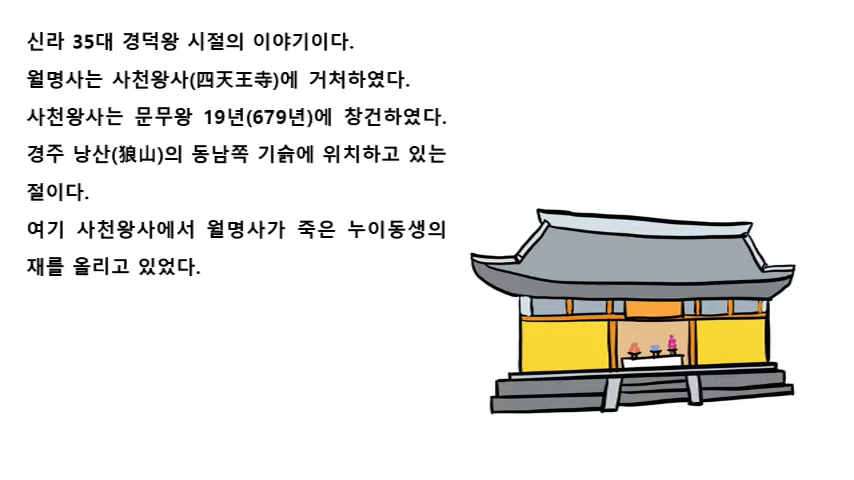 신라 35대 경덕왕 시절의 이야기이다.
월명사는 사천왕사(四天王寺)에 거처하였다.
사천왕사는 문무왕 19년(679년)에 창건하였다.
경주 낭산(狼山)의 동남쪽 기슭에 위치하고 있는
절이다.
여기 사천왕사에서 월명사가 죽은 누이동생의
재를 올리고 있었다.